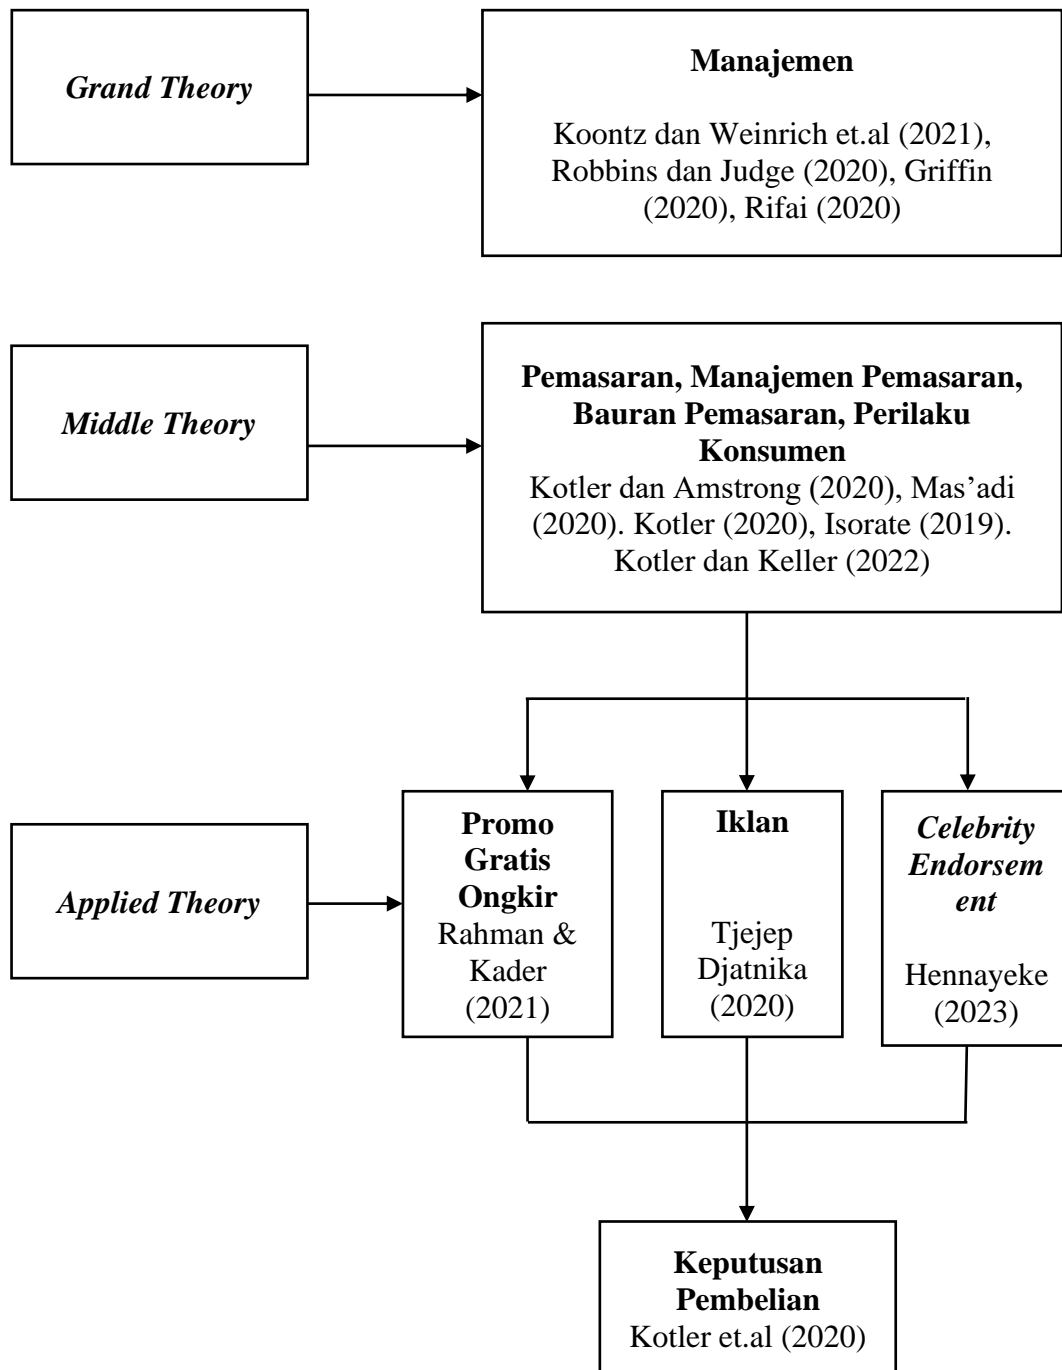 Grand Theory
Manajemen
Koontz dan Weinrich et.al (2021),
Robbins dan Judge (2020), Griffin
(2020), Rifai (2020)
Middle Theory
Pemasaran, Manajemen Pemasaran,
Bauran Pemasaran, Perilaku
Konsumen
Kotler dan Amstrong (2020), Mas’adi
(2020). Kotler (2020), Isorate (2019).
Kotler dan Keller (2022)
Applied Theory
Promo
Gratis
Ongkir
Rahman &
Kader
(2021)
Iklan
Tjejep
Djatnika
(2020)
Celebrity
Endorsem
ent
Hennayeke
(2023)
Keputusan
Pembelian
Kotler et.al (2020)